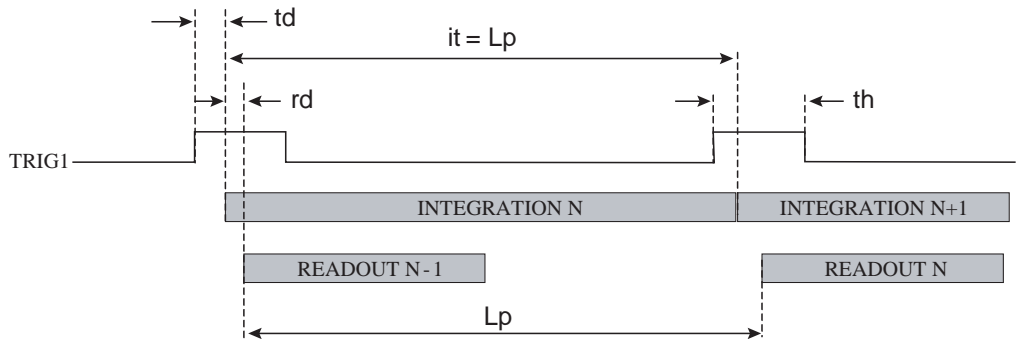 td
it = Lp
rd
th
TRIG1
INTEGRATION N
INTEGRATION N+1
READOUT N-1
READOUT N
Lp